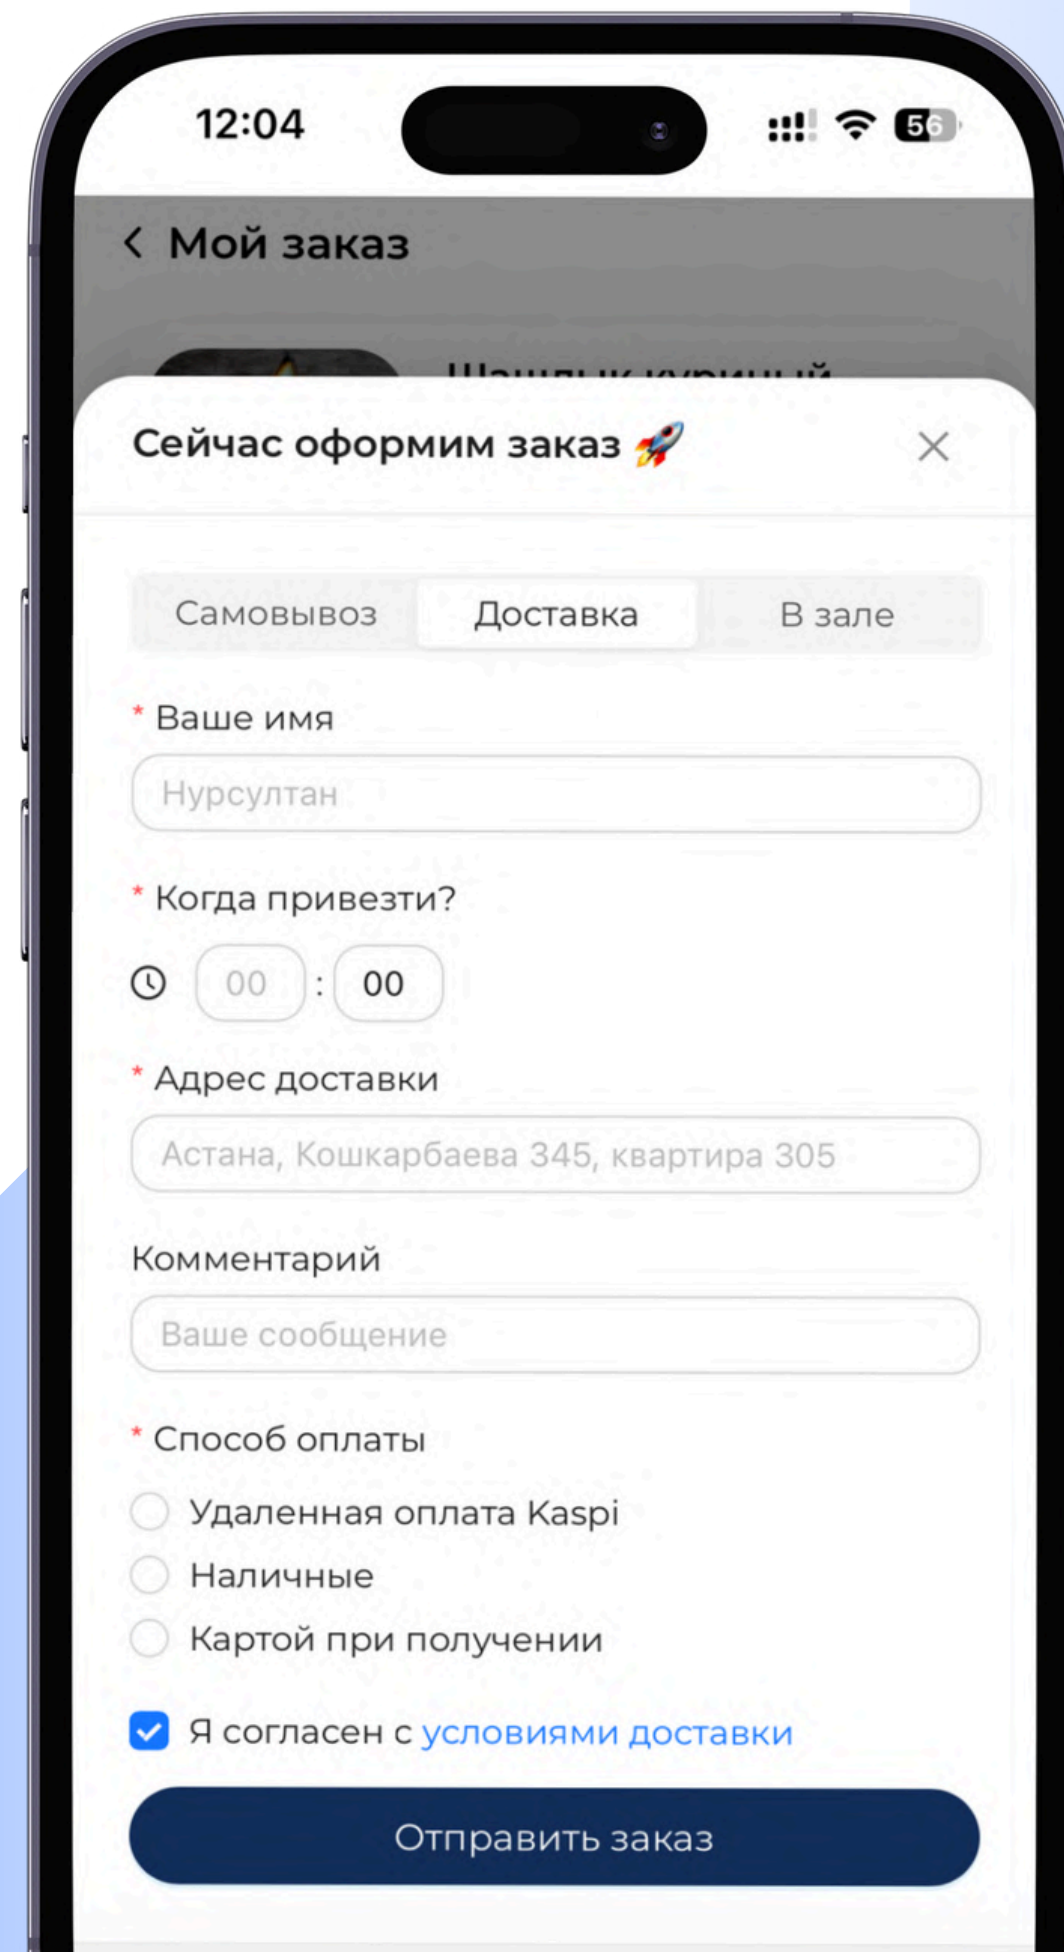 12:04
56
Мой заказ
Шашлык куриный
Сейчас оформим заказ 🚀
Самовывоз Доставка В зале
* Ваше имя
Нурсултан
* Когда привезти?
00 : 00
* Адрес доставки
Астана, Кошкарбаева 345, квартира 305
Комментарий
Ваше сообщение
* Способ оплаты
Удаленная оплата Kaspi
Наличные
Картой при получении
Я согласен с условиями доставки
Отправить заказ